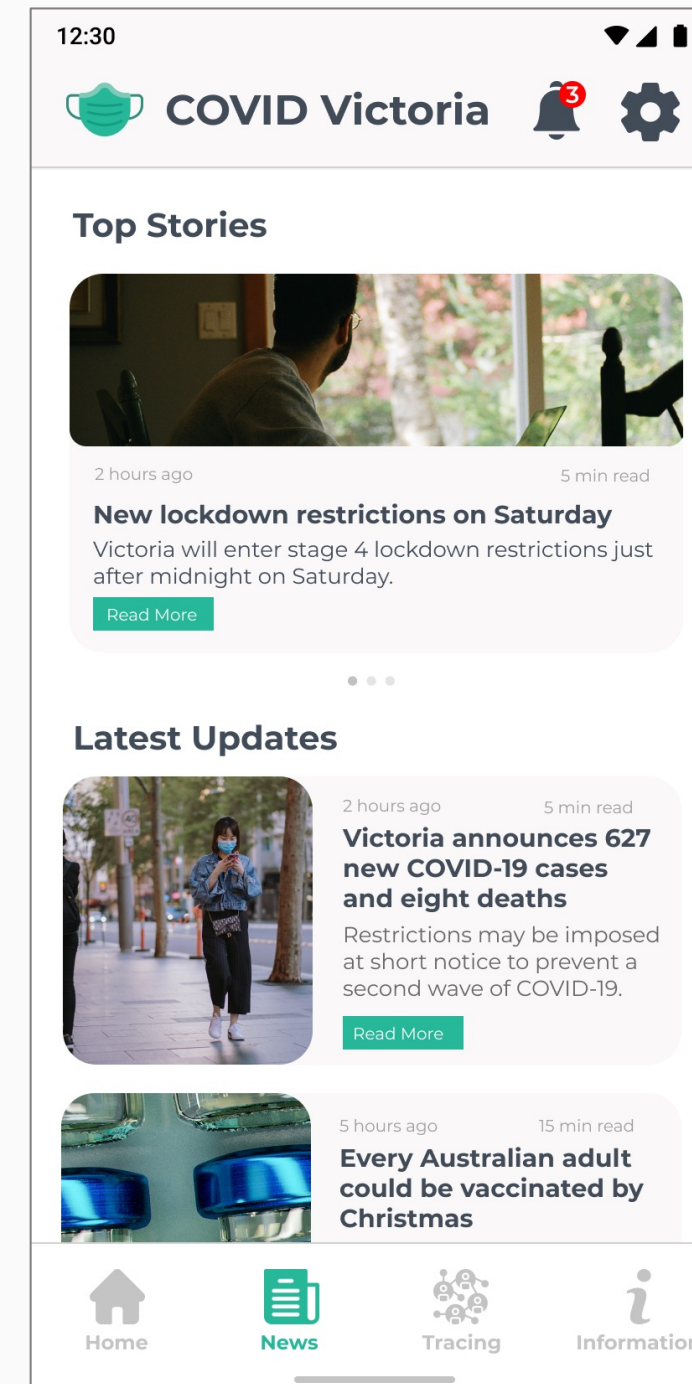 12:30
COVID Victoria
3
Top Stories
2 hours ago
5 min read
New lockdown restrictions on Saturday
Victoria will enter stage 4 lockdown restrictions just
after midnight on Saturday.
Read More
Latest Updates
2 hours ago
5 min read
Victoria announces 627
new COVID-19 cases
and eight deaths
Restrictions may be imposed
at short notice to prevent a
second wave of COVID-19.
Read More
5 hours ago
15 min read
Every Australian adult
could be vaccinated by
Christmas
Home
News
Tracing
Information